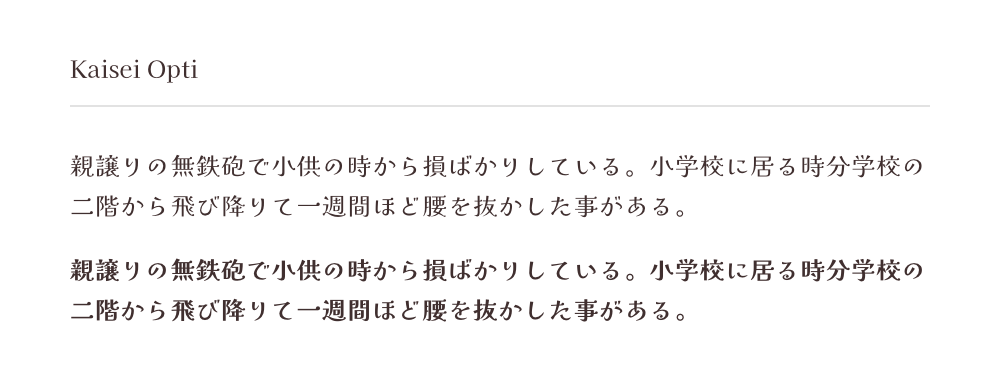 Kaisei Opti
親譲りの無鉄砲で小供の時から損ばかりしている。小学校に居る時分学校の
二階から飛び降りて一週間ほど腰を抜かした事がある。
親譲りの無鉄砲で小供の時から損ばかりしている。小学校に居る時分学校の
二階から飛び降りて一週間ほど腰を抜かした事がある。